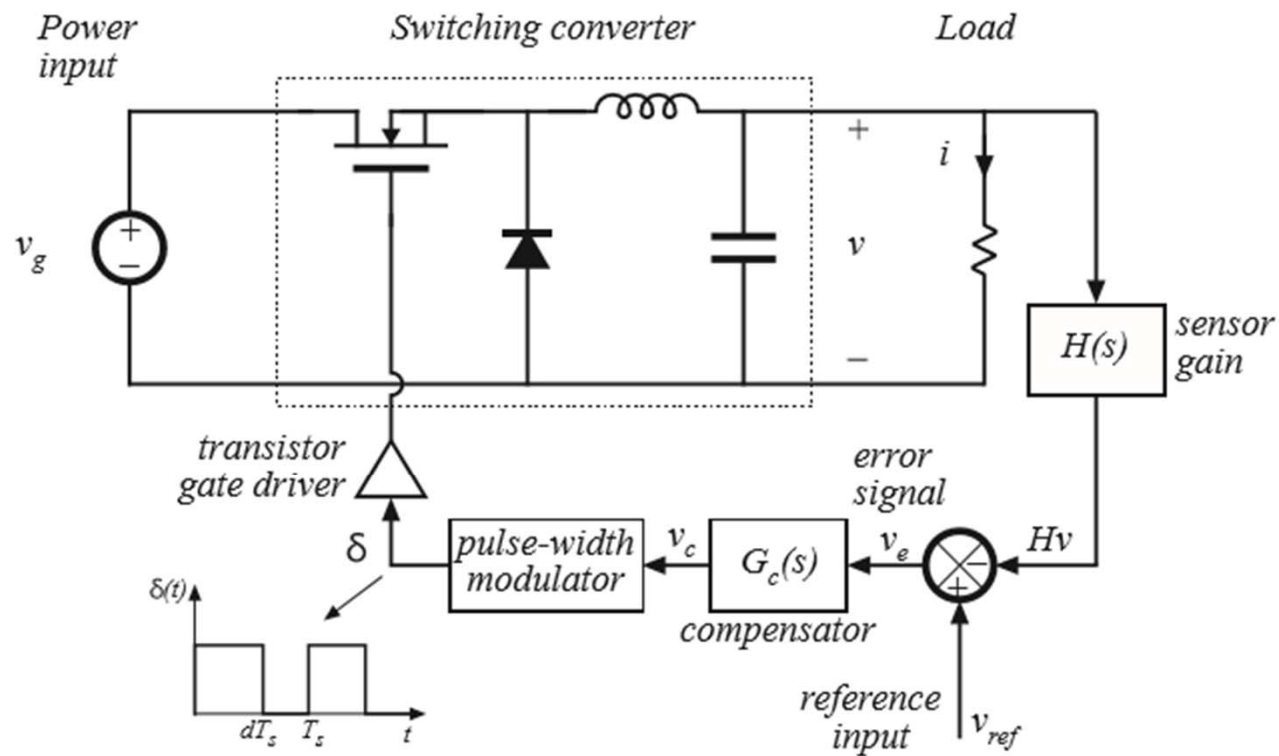 Power
input
Switching converter
Load
+
i
v_g
+
−
v
−
H(s)
sensor
gain
transistor
gate driver
error
signal
δ
pulse-width
modulator
v_c
G_c(s)
v_e
−
+
Hv
compensator
δ(t)
dT_s
T_s
t
reference
input
v_ref